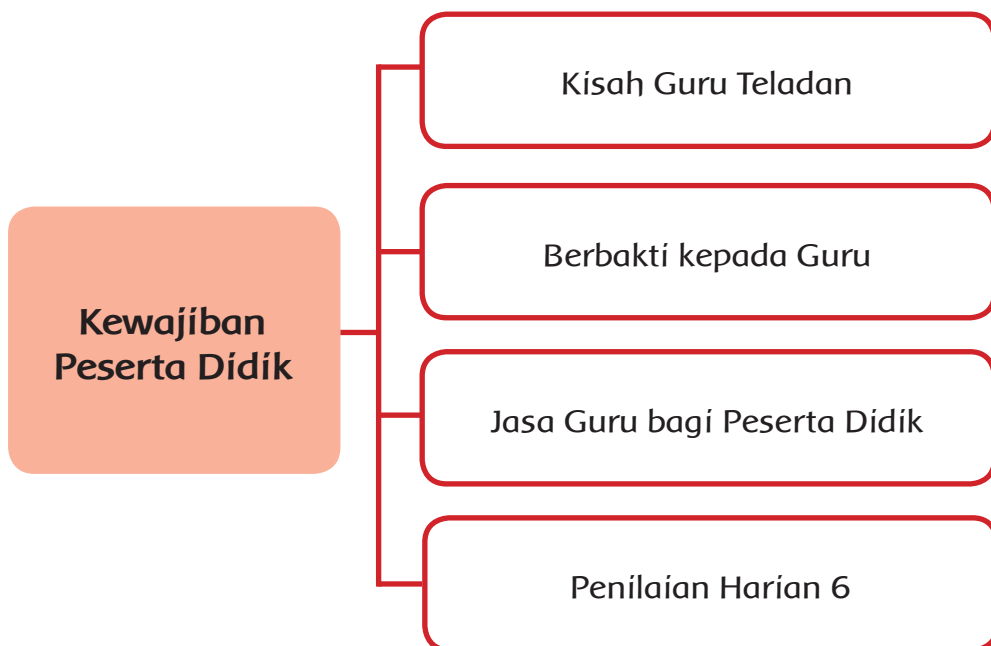 Kewajiban
Peserta Didik
Kisah Guru Teladan
Berbakti kepada Guru
Jasa Guru bagi Peserta Didik
Penilaian Harian 6